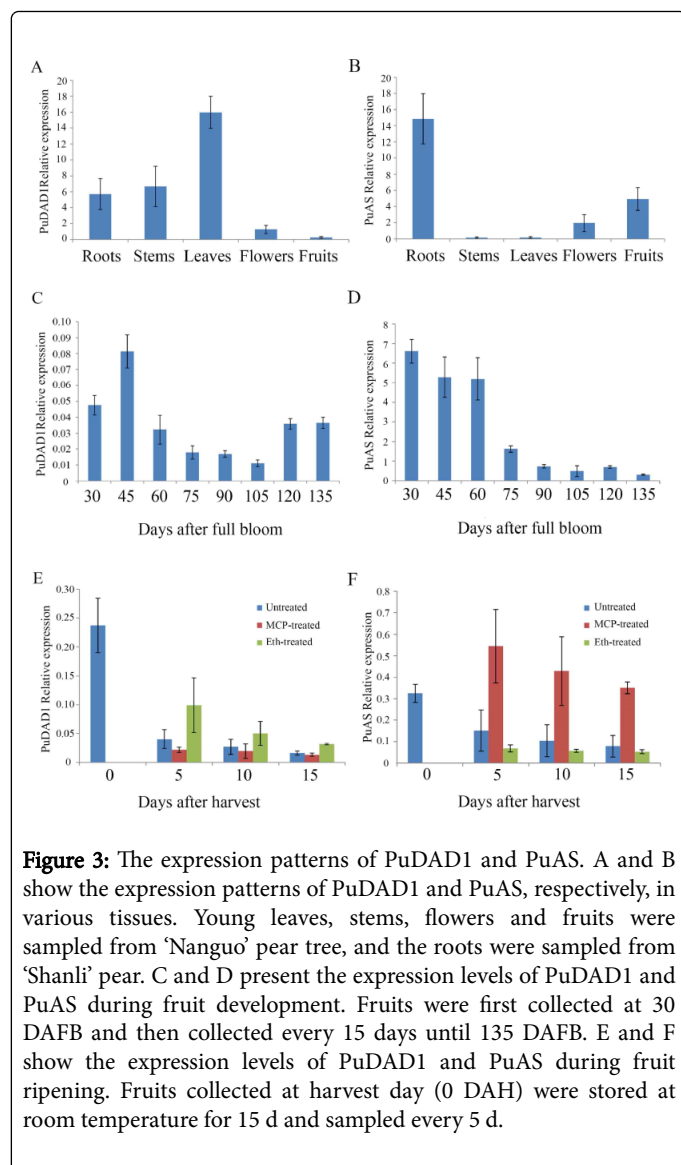 A
PuDAD1Relative expression
20
18
16
14
12
10
8
6
4
2
0
Roots Stems Leaves Flowers Fruits
B
PuAS Relative expression
20
18
16
14
12
10
8
6
4
2
0
Roots Stems Leaves Flowers Fruits
C
PuDAD1Relative expression
0.10
0.09
0.08
0.07
0.06
0.05
0.04
0.03
0.02
0.01
0
30 45 60 75 90 105 120 135
Days after full bloom
D
PuAS Relative expression
8
7
6
5
4
3
2
1
0
30 45 60 75 90 105 120 135
Days after full bloom
E
PuDAD1 Relative expression
0.30
0.25
0.20
0.15
0.10
0.05
0
Untreated
MCP-treated
Eth-treated
0 5 10 15
Days after harvest
F
PuAS Relative expression
0.8
0.7
0.6
0.5
0.4
0.3
0.2
0.1
0
Untreated
MCP-treated
Eth-treated
0 5 10 15
Days after harvest
Figure 3: The expression patterns of PuDAD1 and PuAS. A and B
show the expression patterns of PuDAD1 and PuAS, respectively, in
various tissues. Young leaves, stems, flowers and fruits were
sampled from ‘Nanguo’ pear tree, and the roots were sampled from
‘Shanli’ pear. C and D present the expression levels of PuDAD1 and
PuAS during fruit development. Fruits were first collected at 30
DAFB and then collected every 15 days until 135 DAFB. E and F
show the expression levels of PuDAD1 and PuAS during fruit
ripening. Fruits collected at harvest day (0 DAH) were stored at
room temperature for 15 d and sampled every 5 d.